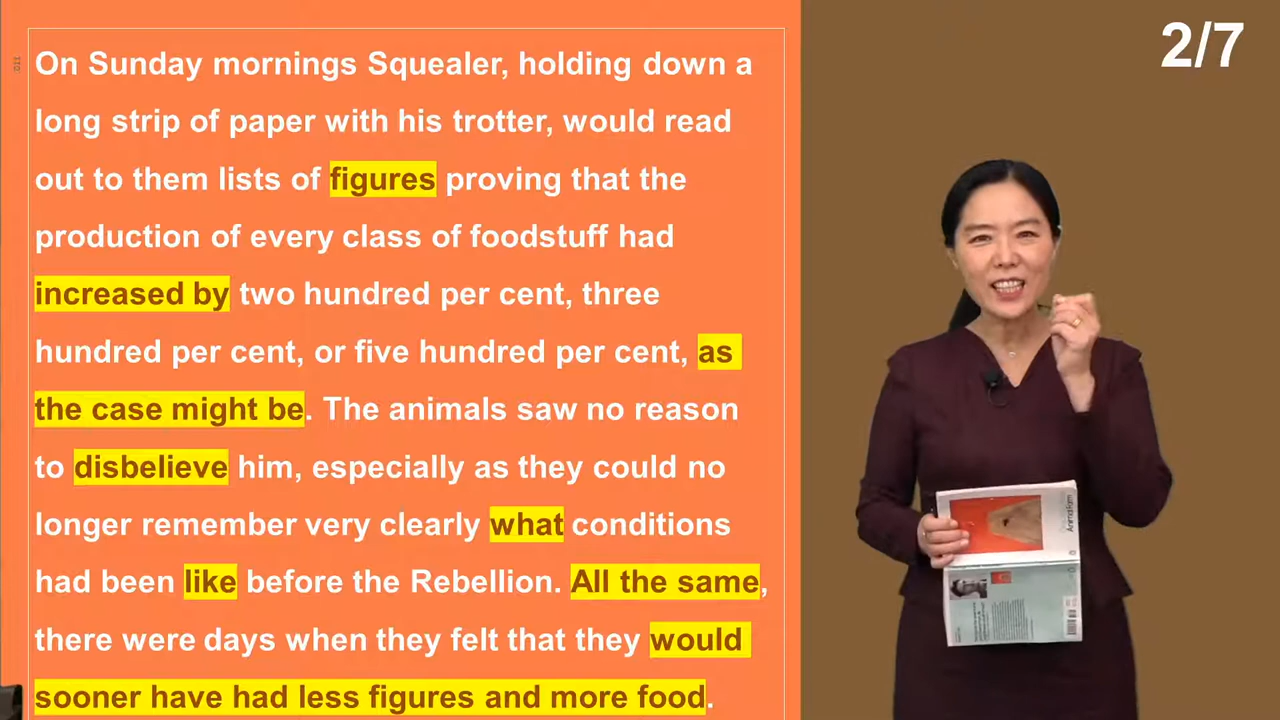 On Sunday mornings Squealer, holding down a
long strip of paper with his trotter, would read
out to them lists of figures proving that the
production of every class of foodstuff had
increased by two hundred per cent, three
hundred per cent, or five hundred per cent, as
the case might be. The animals saw no reason
to disbelieve him, especially as they could no
longer remember very clearly what conditions
had been like before the Rebellion. All the same,
there were days when they felt that they would
sooner have had less figures and more food.
2/7
Animal Farm